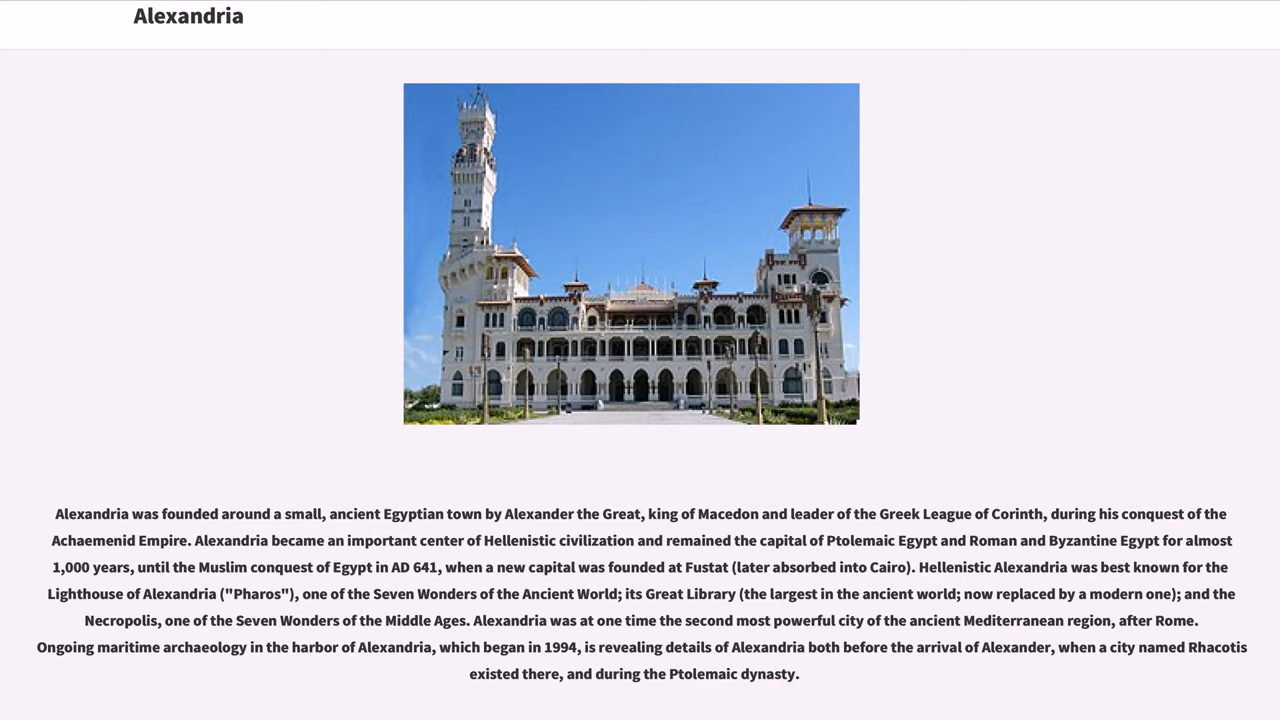 Alexandria
Alexandria was founded around a small, ancient Egyptian town by Alexander the Great, king of Macedon and leader of the Greek League of Corinth, during his conquest of the
Achaemenid Empire. Alexandria became an important center of Hellenistic civilization and remained the capital of Ptolemaic Egypt and Roman and Byzantine Egypt for almost
1,000 years, until the Muslim conquest of Egypt in AD 641, when a new capital was founded at Fustat (later absorbed into Cairo). Hellenistic Alexandria was best known for the
Lighthouse of Alexandria ("Pharos"), one of the Seven Wonders of the Ancient World; its Great Library (the largest in the ancient world; now replaced by a modern one); and the
Necropolis, one of the Seven Wonders of the Middle Ages. Alexandria was at one time the second most powerful city of the ancient Mediterranean region, after Rome.
Ongoing maritime archaeology in the harbor of Alexandria, which began in 1994, is revealing details of Alexandria both before the arrival of Alexander, when a city named Rhacotis
existed there, and during the Ptolemaic dynasty.